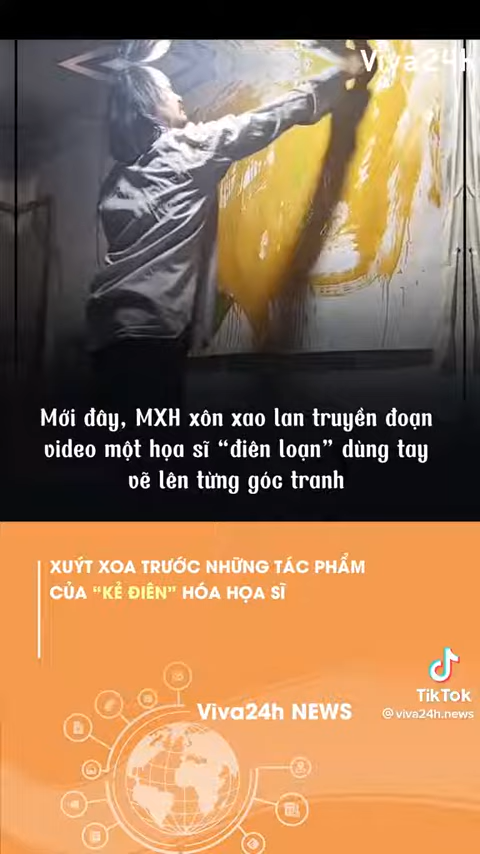 Viva24h
Mới đây, MXH xôn xao lan truyền đoạn
video một họa sĩ “điên loạn” dùng tay
vẽ lên từng góc tranh
XUÝT XOA TRƯỚC NHỮNG TÁC PHẨM
CỦA “KẺ ĐIÊN” HÓA HỌA SĨ
Viva24h NEWS
TikTok
@viva24h.news